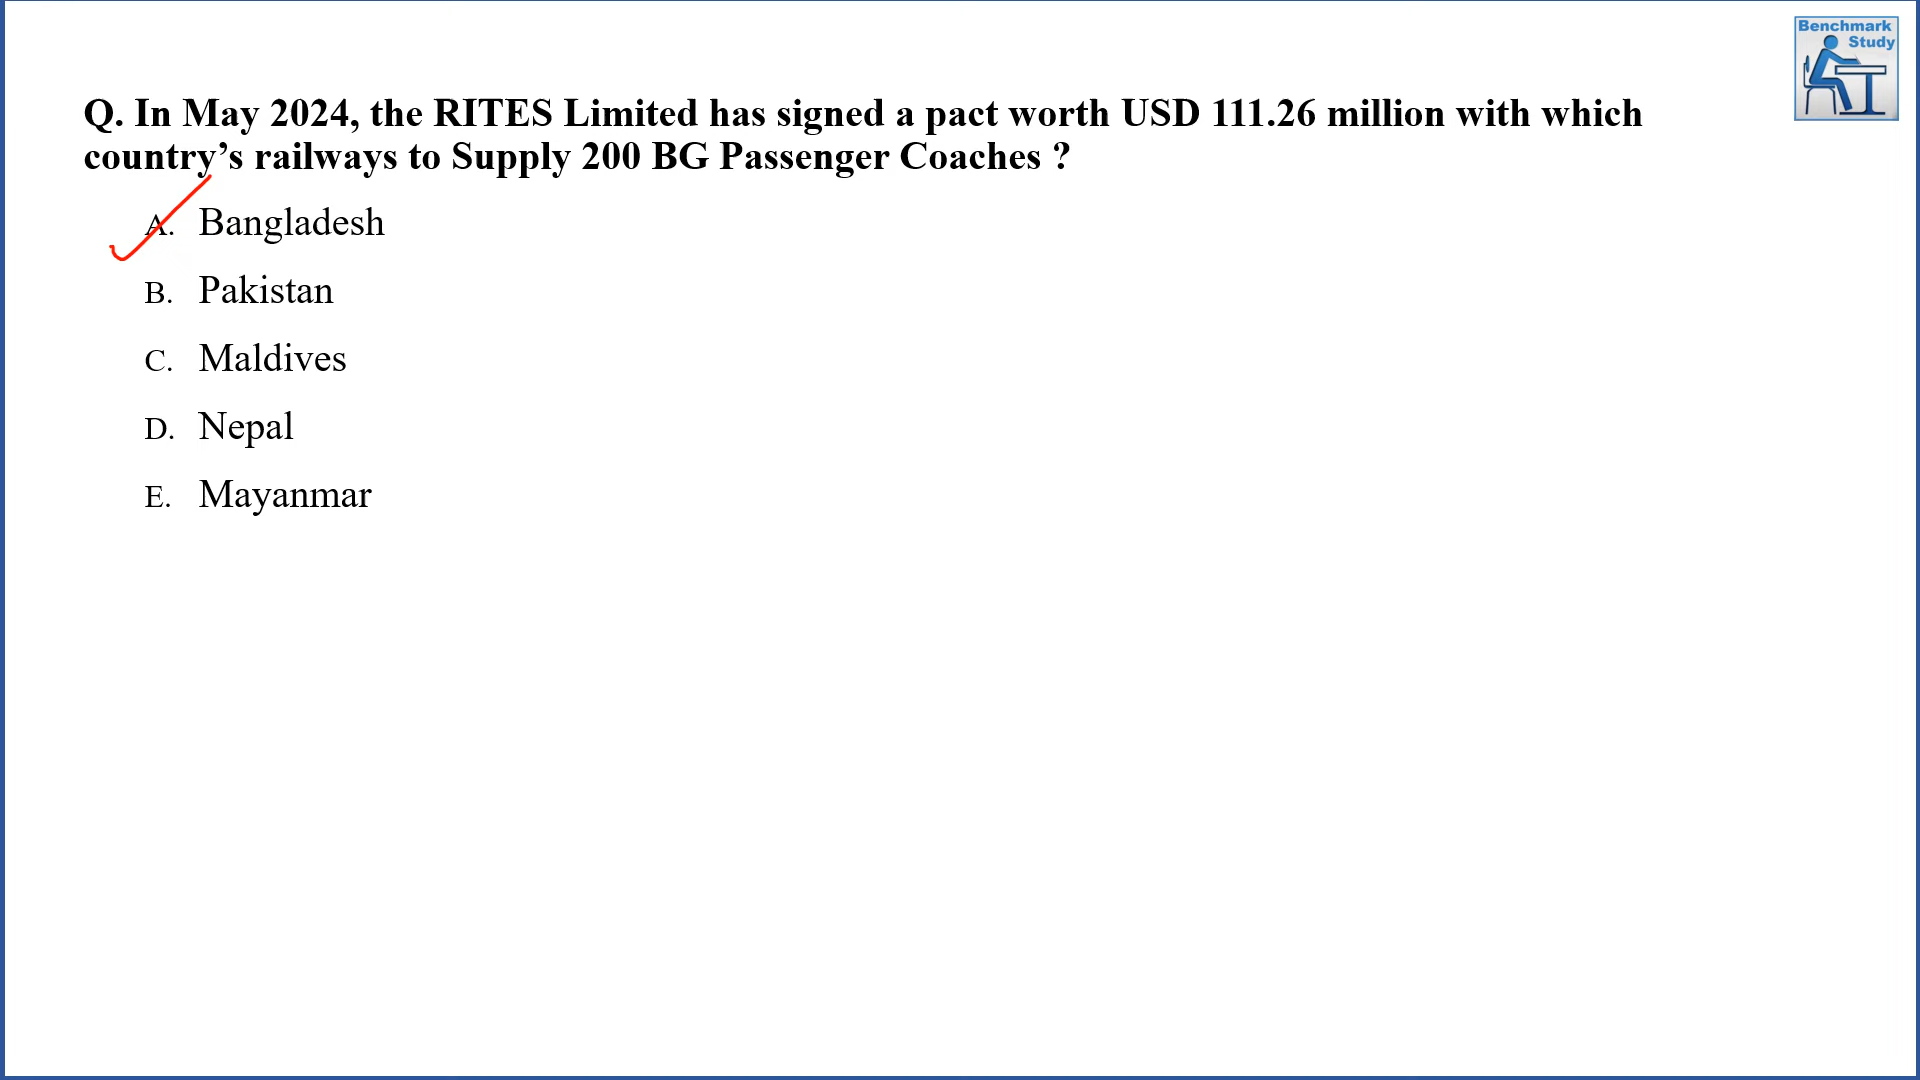 Benchmark
Study
Q. In May 2024, the RITES Limited has signed a pact worth USD 111.26 million with which
country’s railways to Supply 200 BG Passenger Coaches ?
A. Bangladesh
B. Pakistan
C. Maldives
D. Nepal
E. Mayanmar